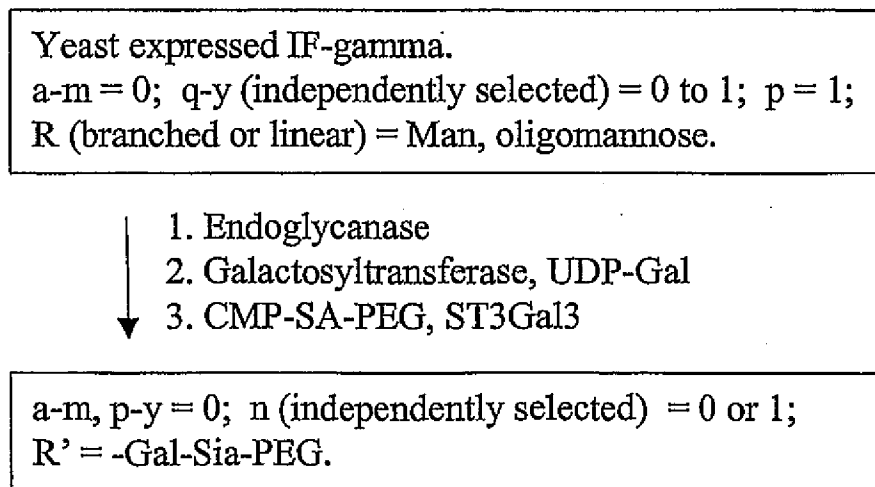 Yeast expressed IF-gamma.
a-m = 0; q-y (independently selected) = 0 to 1; p = 1;
R (branched or linear) = Man, oligomannose.
1. Endoglycanase
2. Galactosyltransferase, UDP-Gal
3. CMP-SA-PEG, ST3Gal3
a-m, p-y = 0; n (independently selected) = 0 or 1;
R’ = -Gal-Sia-PEG.